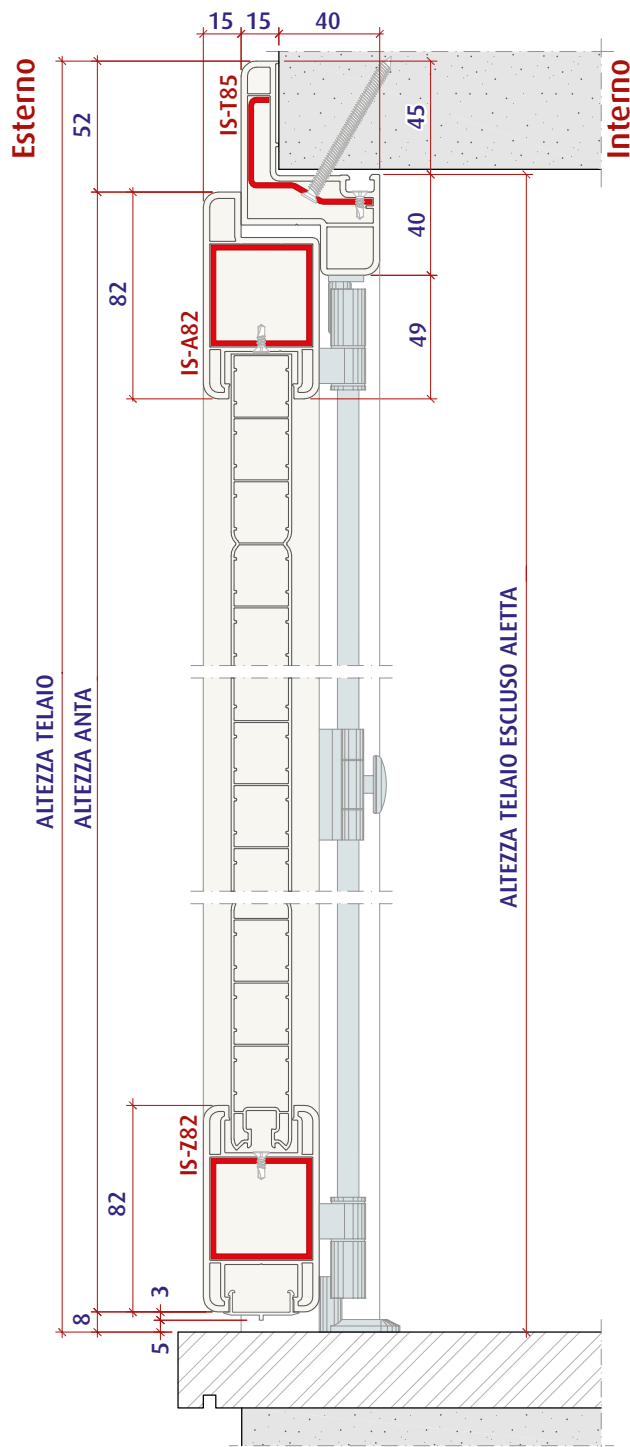 15 15 40
Esterno
Interno
52
IS-T85
45
40
82
IS-A82
49
ALTEZZA TELAIO
ALTEZZA ANTA
ALTEZZA TELAIO ESCLUSO ALETTA
IS-Z82
82
3
8
5